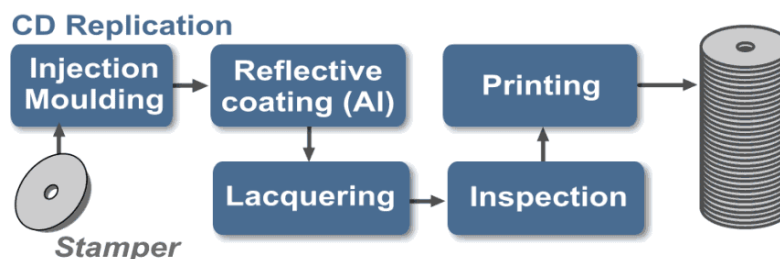 CD Replication
Injection
Moulding
Reflective
coating (Al)
Lacquering
Inspection
Printing
Stamper